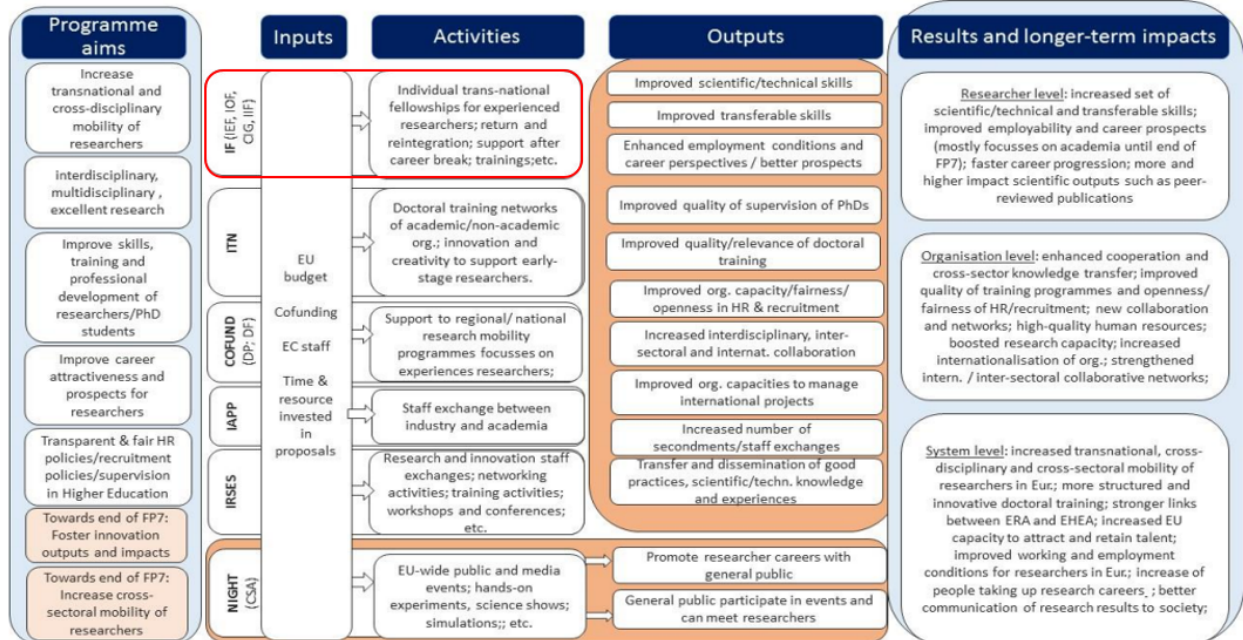 Programme
aims
Increase
transnational and
cross-disciplinary
mobility of
researchers
interdisciplinary,
multidisciplinary ,
excellent research
Improve skills,
training and
professional
development of
researchers/PhD
students
Improve career
attractiveness and
prospects for
researchers
Transparent & fair HR
policies/recruitment
policies/supervision
in Higher Education
Towards end of FP7:
Foster innovation
outputs and impacts
Towards end of FP7:
Increase cross-
sectoral mobility of
researchers
Inputs
IF (IEF, IOF,
CIG, IIF)
ITN
COFUND
(DP; DF)
IAPP
IRSES
NIGHT
(CSA)
EU
budget
Cofunding
EC staff
Time &
resource
invested
in
proposals
Activities
Individual trans-national
fellowships for experienced
researchers; return and
reintegration; support after
career break; trainings;etc.
Doctoral training networks
of academic/non-academic
org.; innovation and
creativity to support early-
stage researchers.
Support to regional/ national
research mobility
programmes focusses on
experiences researchers;
Staff exchange between
industry and academia
Research and innovation staff
exchanges; networking
activities; training activities;
workshops and conferences;
etc.
EU-wide public and media
events; hands-on
experiments, science shows;
simulations;; etc.
Outputs
Improved scientific/technical skills
Improved transferable skills
Enhanced employment conditions and
career perspectives / better prospects
Improved quality of supervision of PhDs
Improved quality/relevance of doctoral
training
Improved org. capacity/fairness/
openness in HR & recruitment
Increased interdisciplinary, inter-
sectoral and internat. collaboration
Improved org. capacities to manage
international projects
Increased number of
secondments/staff exchanges
Transfer and dissemination of good
practices, scientific/techn. knowledge
and experiences
Promote researcher careers with
general public
General public participate in events and
can meet researchers
Results and longer-term impacts
Researcher level: increased set of
scientific/technical and transferable skills;
improved employability and career prospects
(mostly focusses on academia until end of
FP7); faster career progression; more and
higher impact scientific outputs such as peer-
reviewed publications
Organisation level: enhanced cooperation and
cross-sector knowledge transfer; improved
quality of training programmes and openness/
fairness of HR/recruitment; new collaboration
and networks; high-quality human resources;
boosted research capacity; increased
internationalisation of org.; strengthened
intern. / inter-sectoral collaborative networks;
System level: increased transnational, cross-
disciplinary and cross-sectoral mobility of
researchers in Eur.; more structured and
innovative doctoral training; stronger links
between ERA and EHEA; increased EU
capacity to attract and retain talent;
improved working and employment
conditions for researchers in Eur.; increase of
people taking up research careers_; better
communication of research results to society;